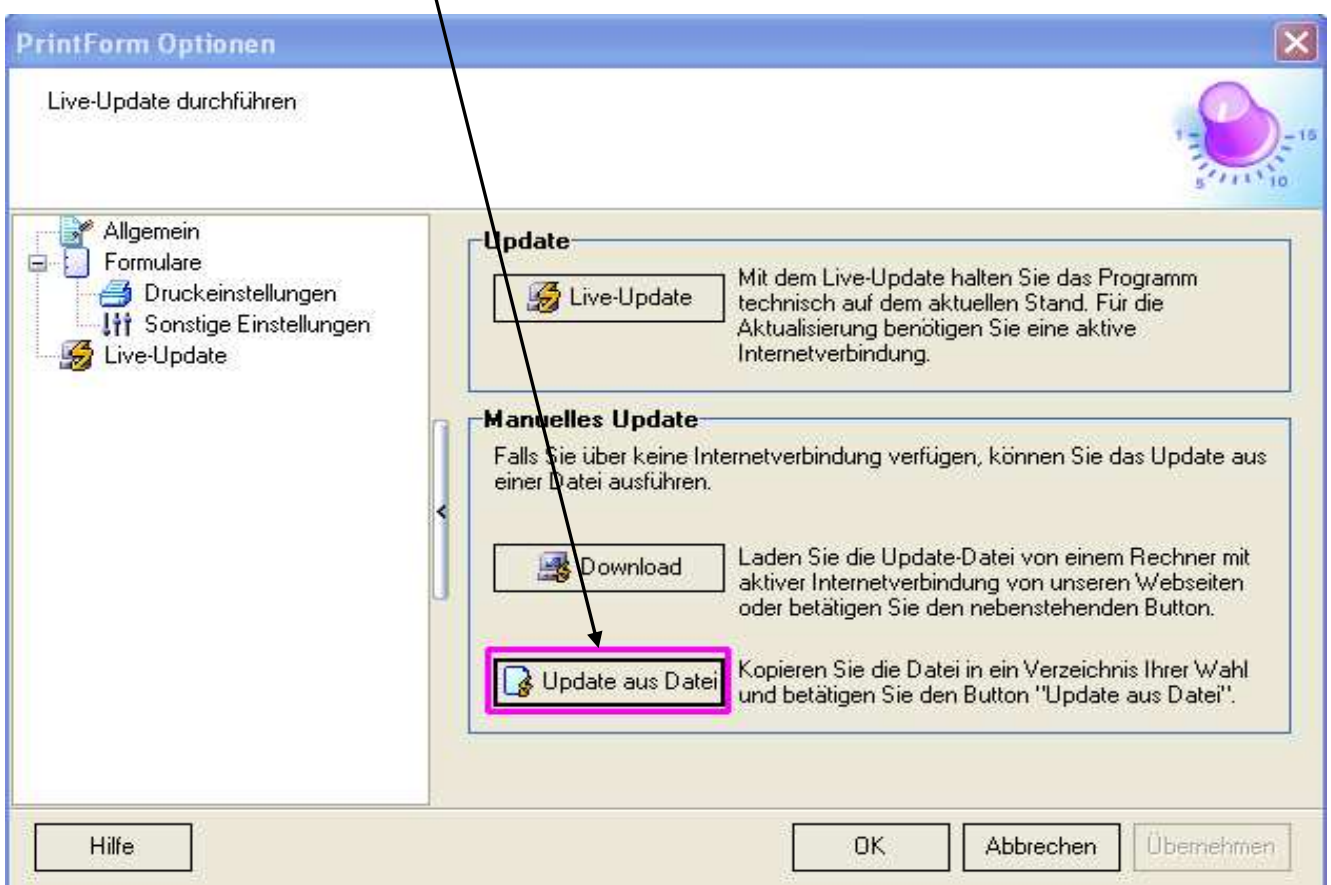 PrintForm Optionen
Live-Update durchführen
1
5
10
15
Allgemein
Formulare
Druckeinstellungen
Sonstige Einstellungen
Live-Update
Update
Live-Update
Mit dem Live-Update halten Sie das Programm
technisch auf dem aktuellen Stand. Für die
Aktualisierung benötigen Sie eine aktive
Internetverbindung.
Manuelles Update
Falls Sie über keine Internetverbindung verfügen, können Sie das Update aus
einer Datei ausführen.
Download
Laden Sie die Update-Datei von einem Rechner mit
aktiver Internetverbindung von unseren Webseiten
oder betätigen Sie den nebenstehenden Button.
Update aus Datei
Kopieren Sie die Datei in ein Verzeichnis Ihrer Wahl
und betätigen Sie den Button "Update aus Datei".
Hilfe
OK
Abbrechen
Übernehmen